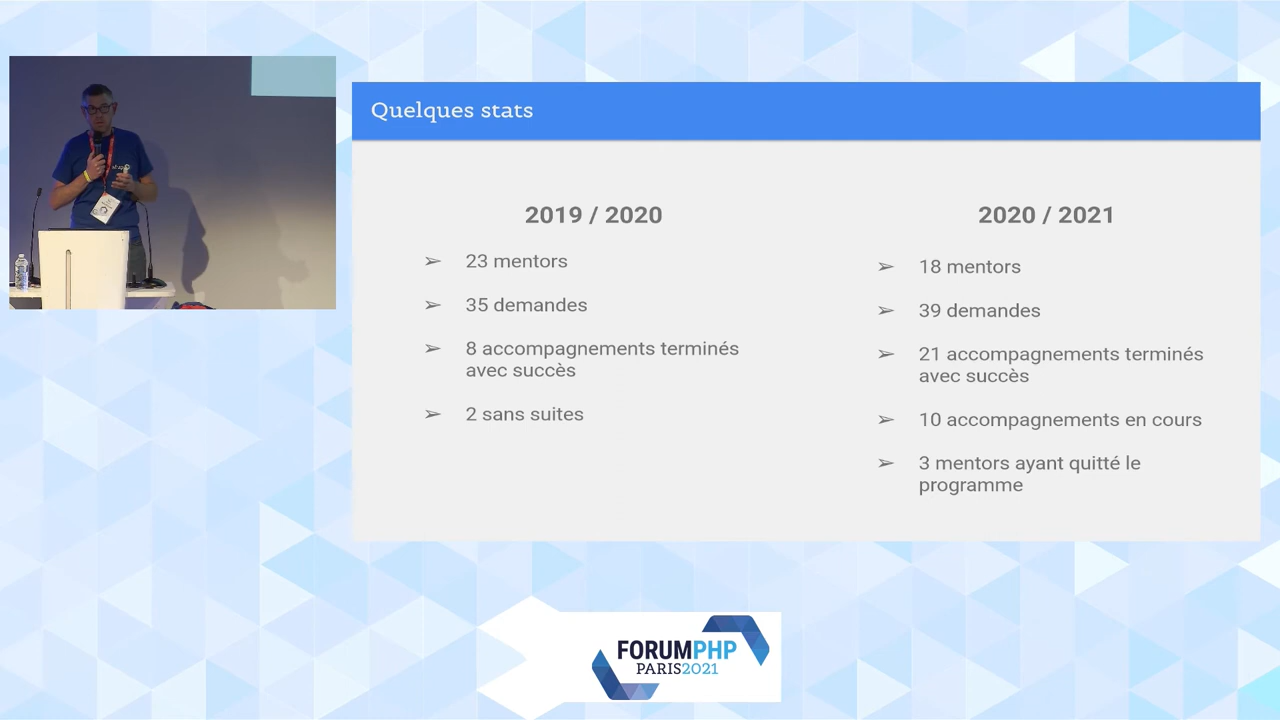 Quelques stats
2019 / 2020
➢ 23 mentors
➢ 35 demandes
➢ 8 accompagnements terminés
avec succès
➢ 2 sans suites
2020 / 2021
➢ 18 mentors
➢ 39 demandes
➢ 21 accompagnements terminés
avec succès
➢ 10 accompagnements en cours
➢ 3 mentors ayant quitté le
programme
FORUMPHP
PARIS2021